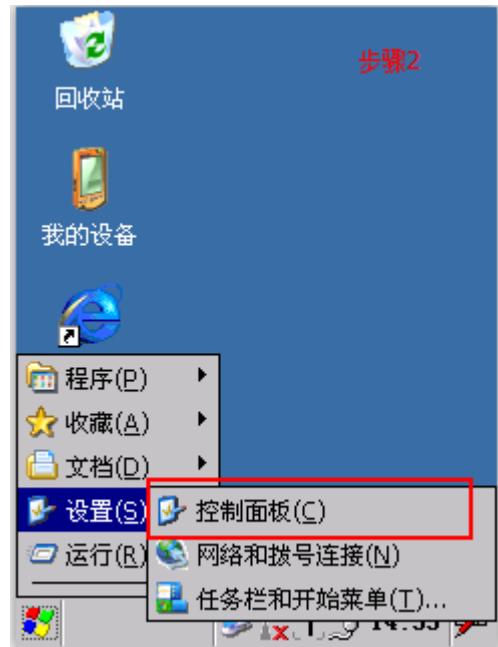 步骤2
回收站
我的设备
程序(P)
收藏(A)
文档(D)
设置(S)
控制面板(C)
运行(R)
网络和拨号连接(N)
任务栏和开始菜单(T)...